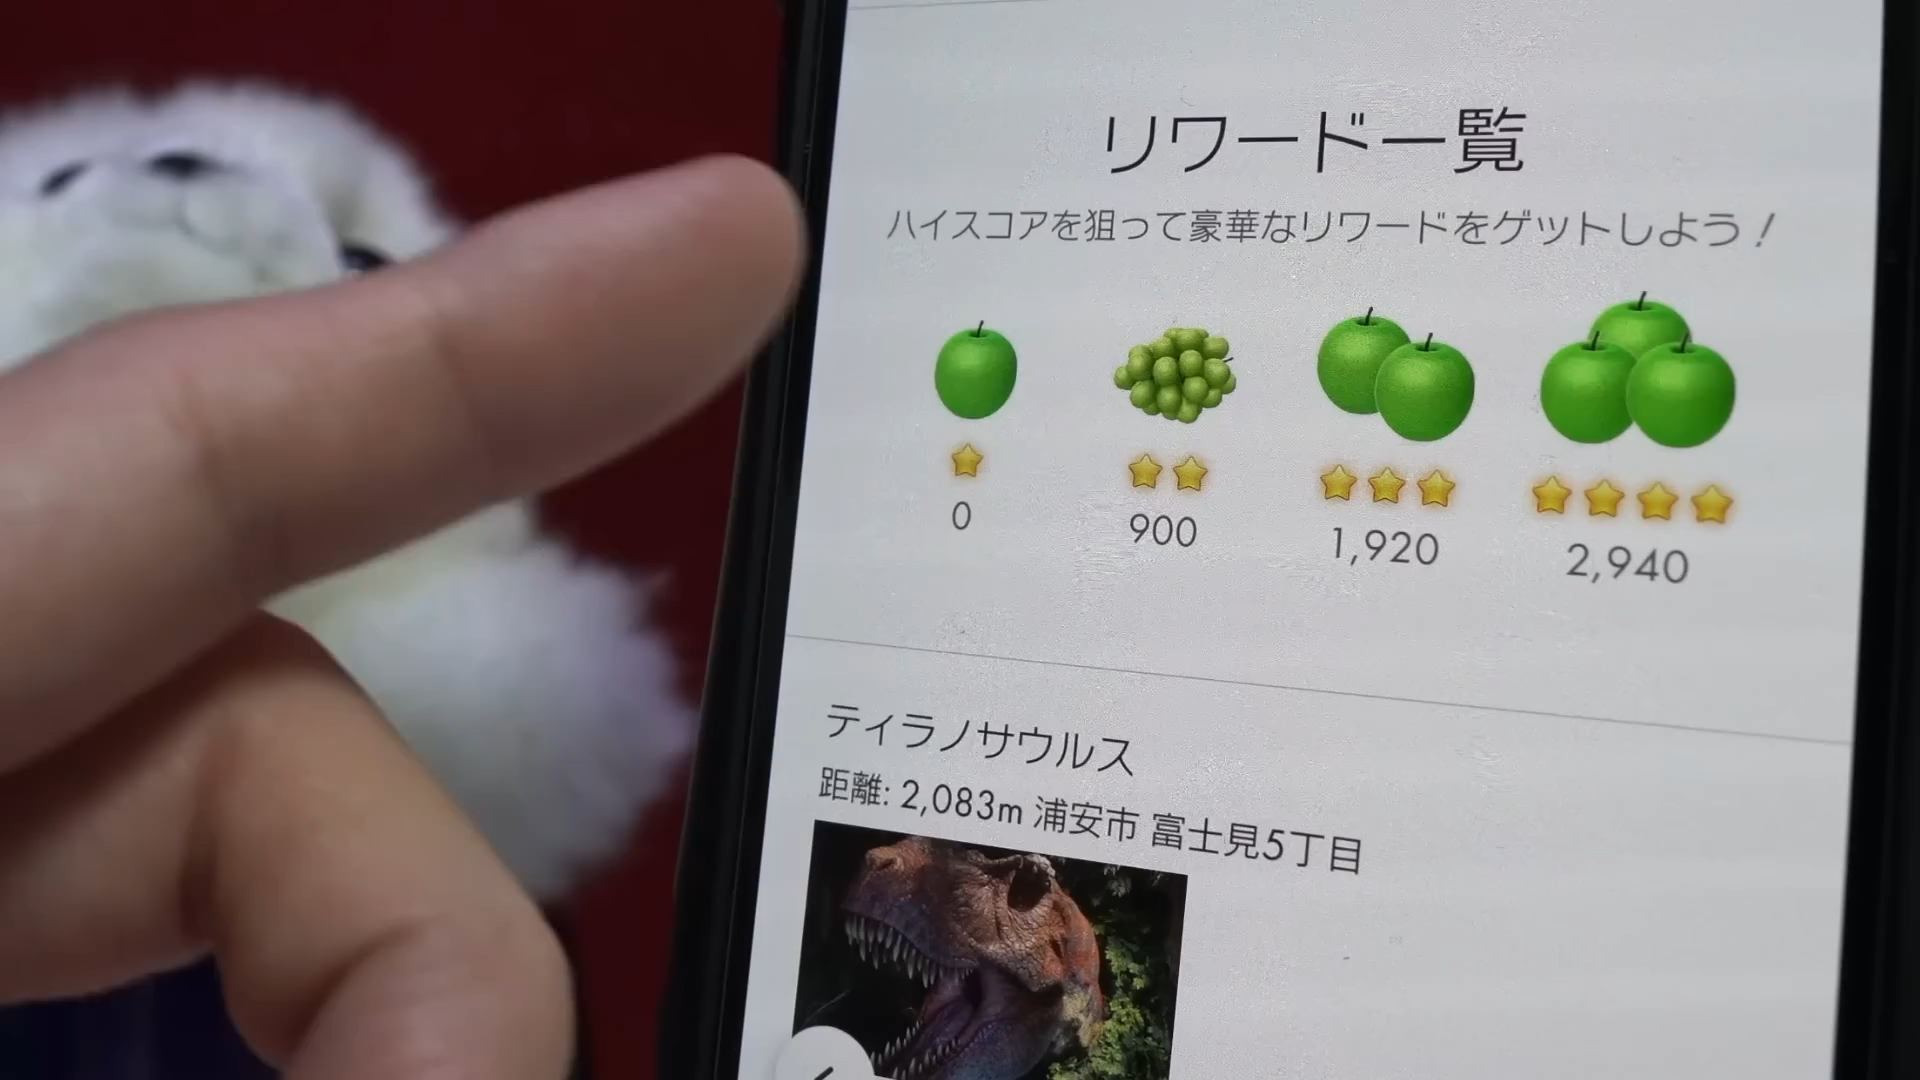 リワード一覧
ハイスコアを狙って豪華なリワードをゲットしよう！
0 900 1,920 2,940
ティラノサウルス
距離: 2,083m 浦安市 富士見5丁目